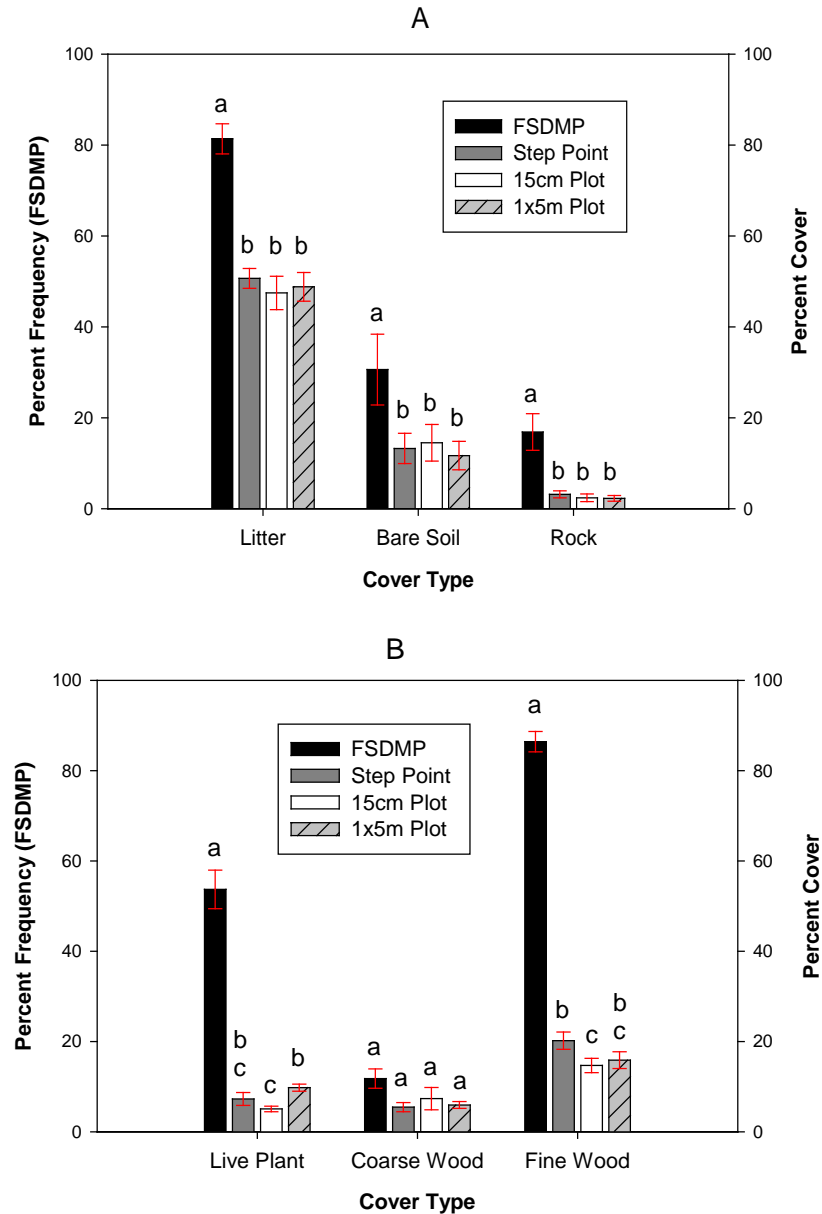 A
100
80
60
40
20
0
Percent Frequency (FSDMP)
100
80
60
40
20
0
Percent Cover
FSDMP
Step Point
15cm Plot
1x5m Plot
a
b b b
a
b b b
a
b b b
Litter Bare Soil Rock
Cover Type
B
100
80
60
40
20
0
Percent Frequency (FSDMP)
100
80
60
40
20
0
Percent Cover
FSDMP
Step Point
15cm Plot
1x5m Plot
a
b
c
c
b
a
a
a
a
a
b
c
b
c
Live Plant Coarse Wood Fine Wood
Cover Type